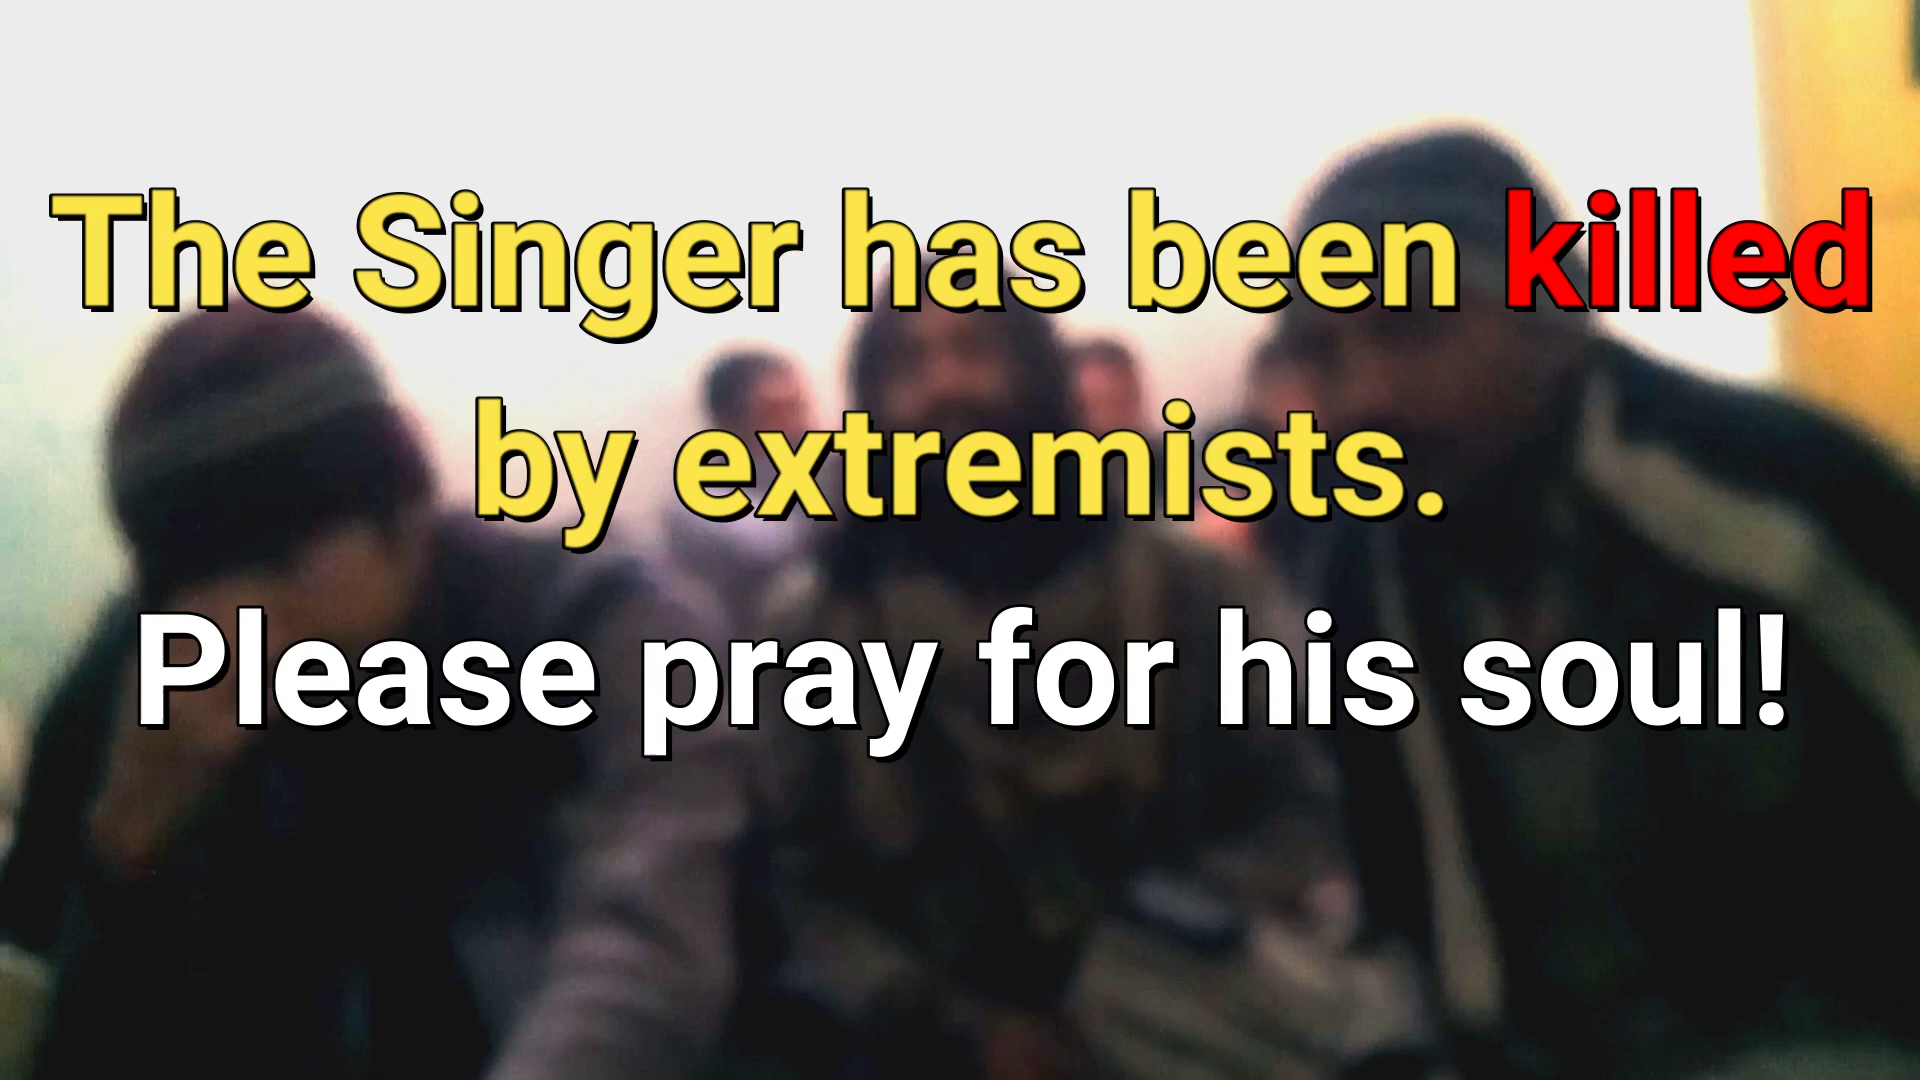 The Singer has been killed
by extremists.
Please pray for his soul!